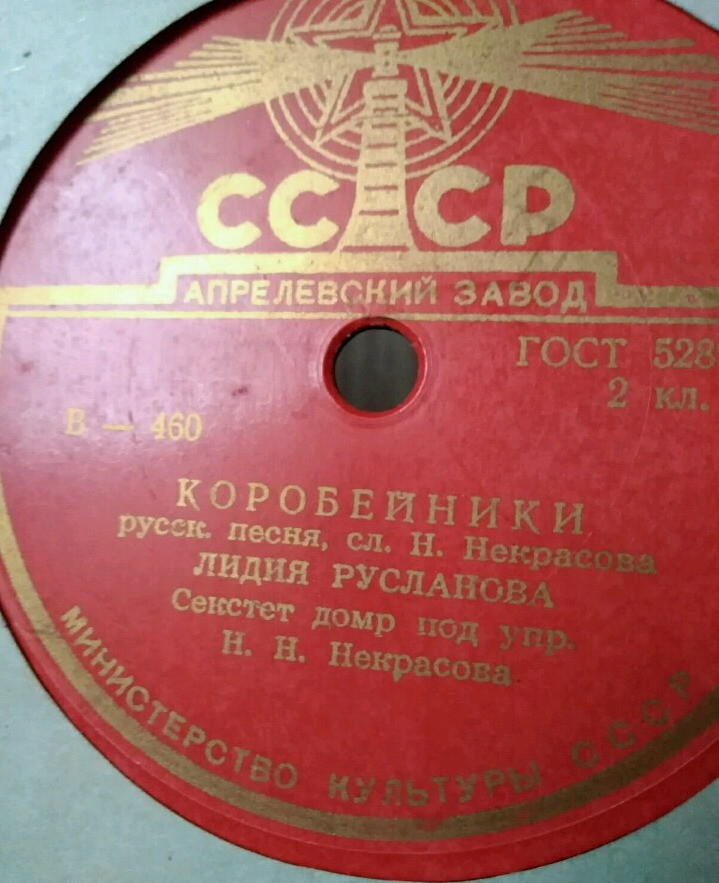 СССР
АПРЕЛЕВСКИЙ ЗАВОД
ГОСТ 528
2 кл.
В — 460
КОРОБЕЙНИКИ
русск. песня, сл. Н. Некрасова
ЛИДИЯ РУСЛАНОВА
Секстет домр под упр.
Н. Н. Некрасова
МИНИСТЕРСТВО КУЛЬТУРЫ СССР